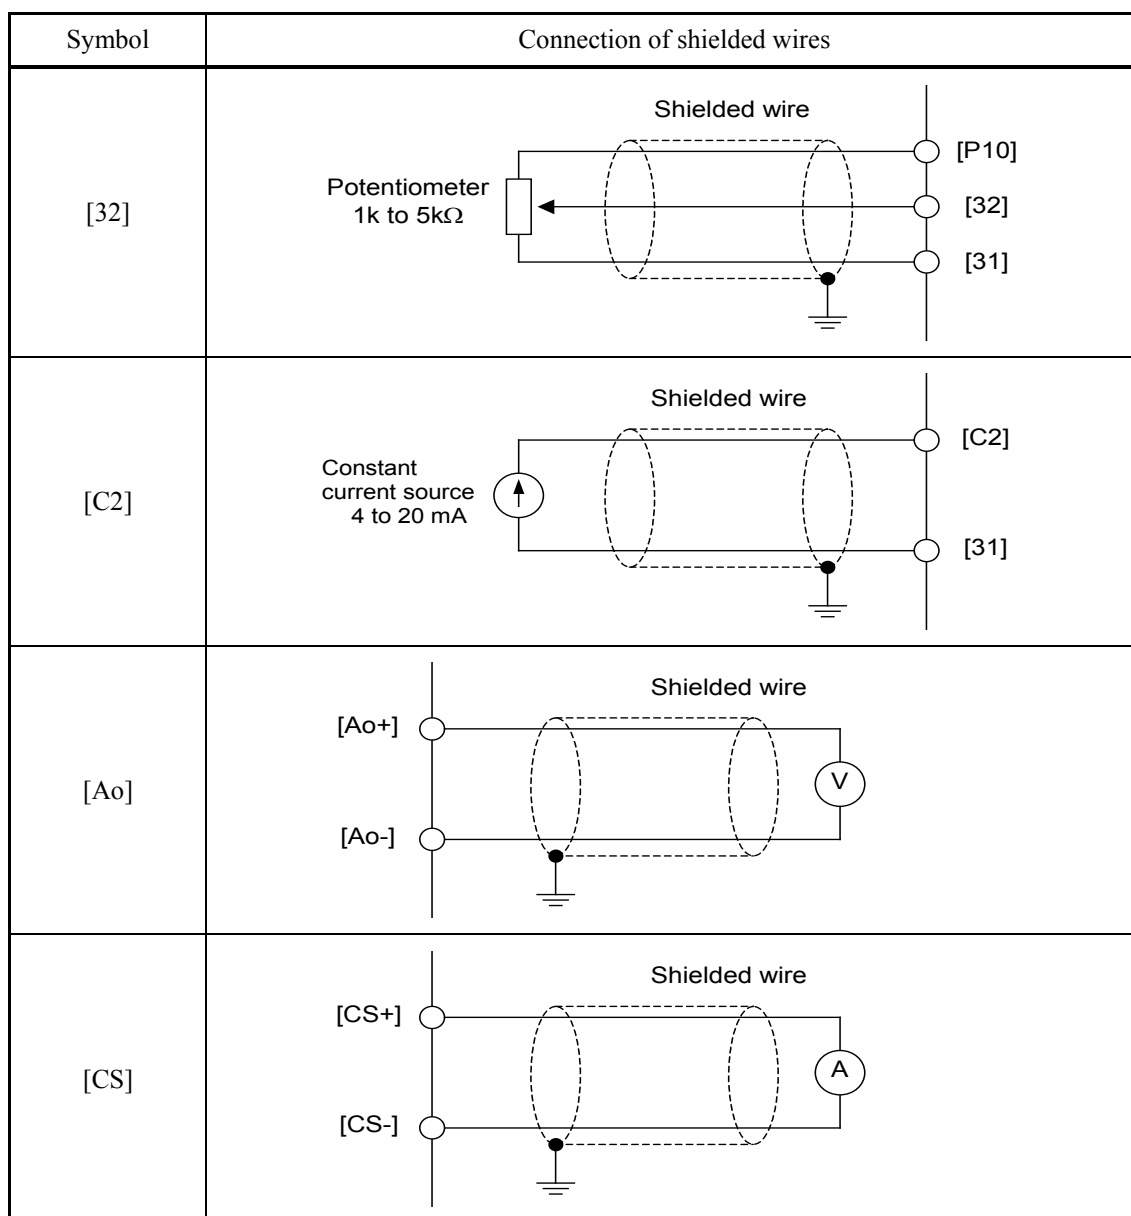 Symbol
Connection of shielded wires
[32]
Shielded wire
Potentiometer
1k to 5kΩ
[P10]
[32]
[31]
[C2]
Shielded wire
Constant
current source
4 to 20 mA
[C2]
[31]
[Ao]
Shielded wire
[Ao+]
[Ao-]
V
[CS]
Shielded wire
[CS+]
[CS-]
A